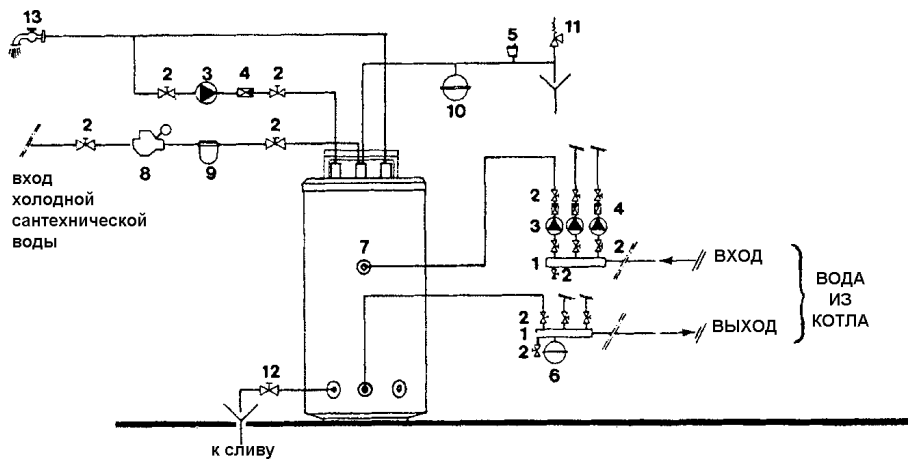 13
5
11
2 3 4 2
10
2 2
8 9
вход
холодной
сантехнической
воды
2 4
3
7
1 2 ВХОД
2
ВОДА
ИЗ
КОТЛА
2
1 ВЫХОД
2
6
12
к сливу